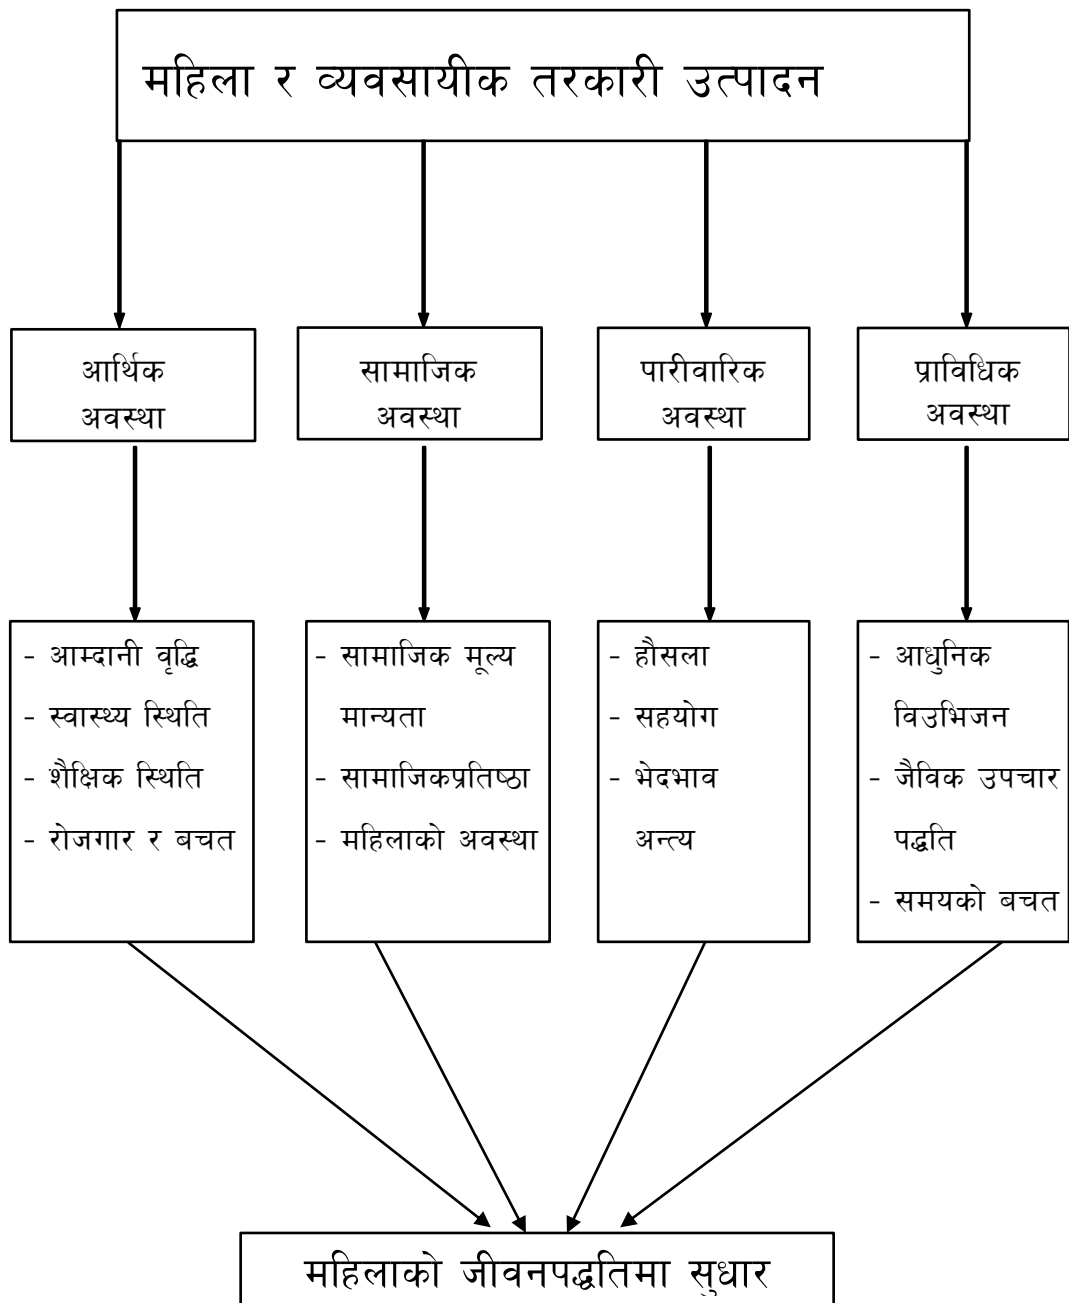 महिला र व्यवसायीक तरकारी उत्पादन
आर्थिक
अवस्था
सामाजिक
अवस्था
पारीवारिक
अवस्था
प्राविधिक
अवस्था
- आम्दानी वृद्धि
- स्वास्थ्य स्थिति
- शैक्षिक स्थिति
- रोजगार र बचत
- सामाजिक मूल्य
मान्यता
- सामाजिकप्रतिष्ठा
- महिलाको अवस्था
- हौसला
- सहयोग
- भेदभाव
अन्त्य
- आधुनिक
विउभिजन
- जैविक उपचार
पद्धति
- समयको बचत
महिलाको जीवनपद्धतिमा सुधार